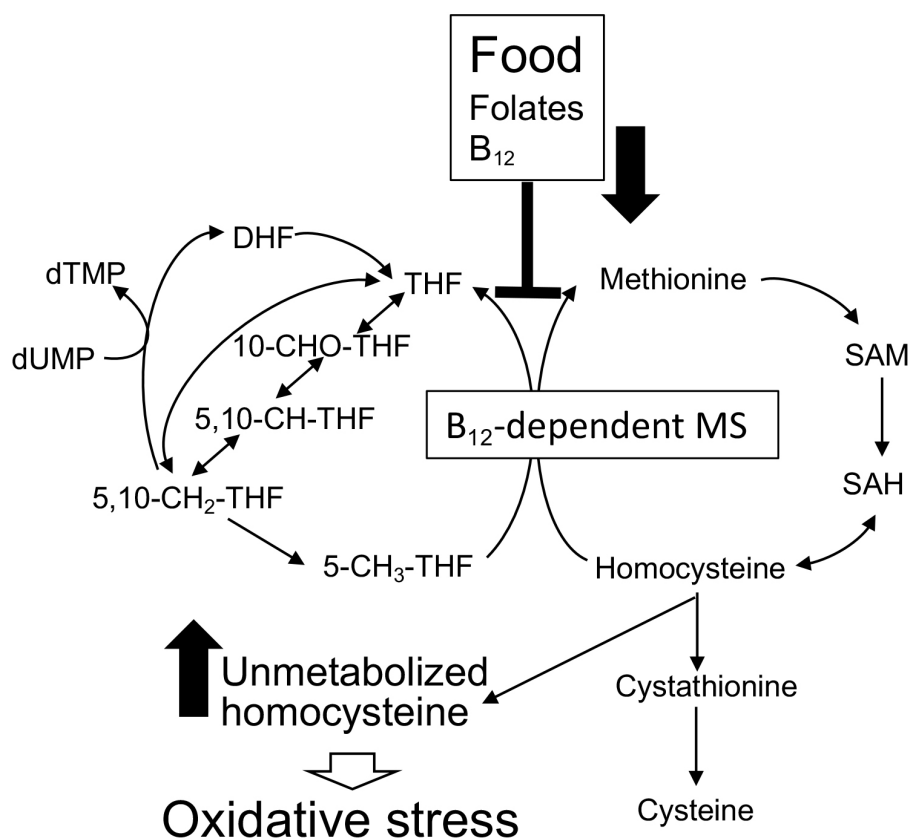 Food
Folates
B₁₂
DHF
dTMP
THF
Methionine
dUMP
10-CHO-THF
SAM
5,10-CH-THF
B₁₂-dependent MS
5,10-CH₂-THF
SAH
5-CH₃-THF
Homocysteine
Unmetabolized
homocysteine
Cystathionine
Oxidative stress
Cysteine